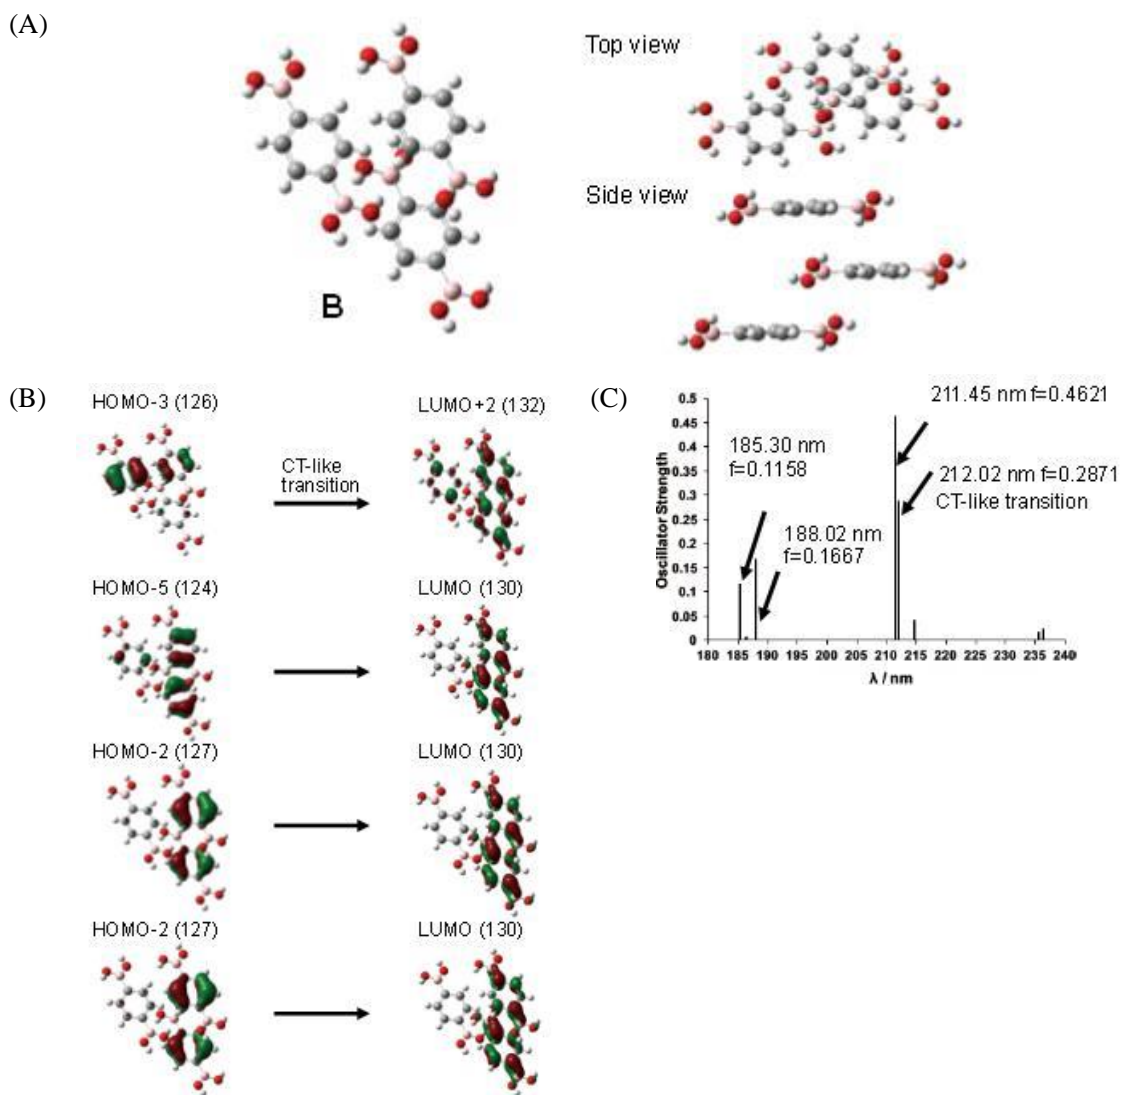 (A)
Top view
Side view
B
(B)
HOMO-3 (126)
LUMO+2 (132)
CT-like
transition
HOMO-5 (124)
LUMO (130)
HOMO-2 (127)
LUMO (130)
HOMO-2 (127)
LUMO (130)
(C)
211.45 nm f=0.4621
185.30 nm
f=0.1158
212.02 nm f=0.2871
CT-like transition
188.02 nm
f=0.1667
Oscillator Strength
0.5
0.45
0.4
0.35
0.3
0.25
0.2
0.15
0.1
0.05
0
180 185 190 195 200 205 210 215 220 225 230 235 240
λ / nm